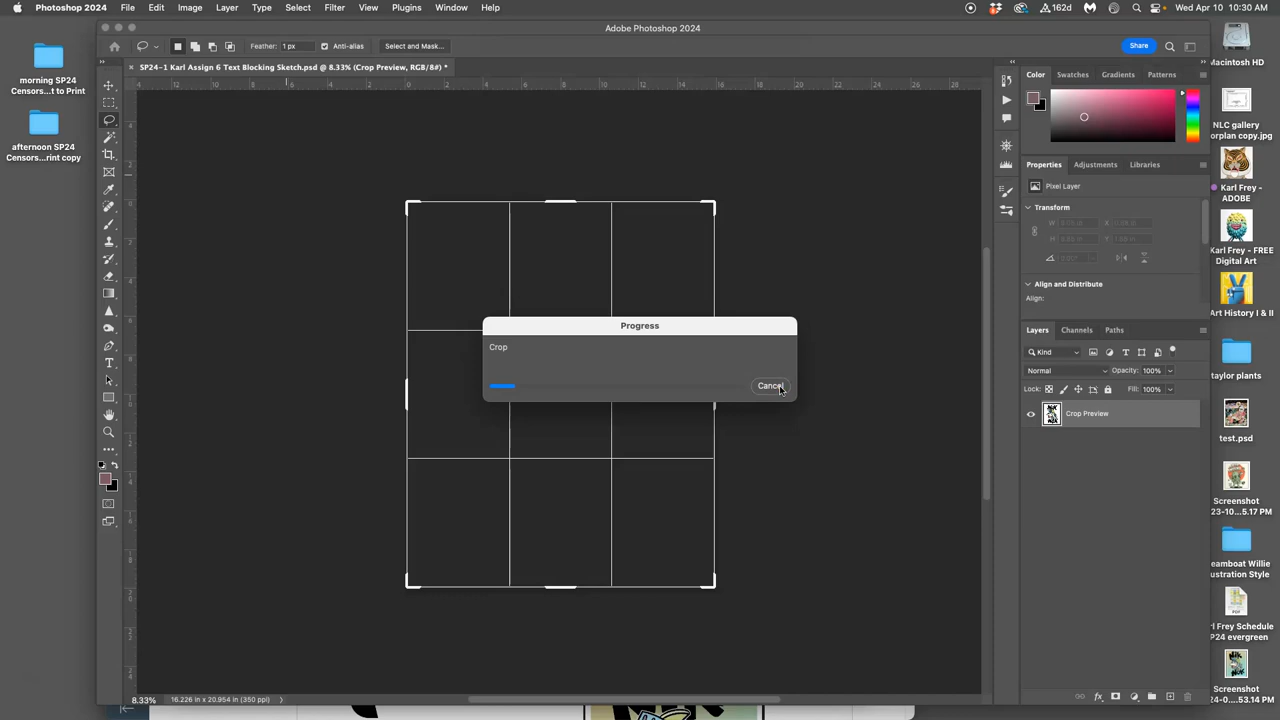 Photoshop 2024 File Edit Image Layer Type Select Filter View Plugins Window Help
162d Wed Apr 10 10:30 AM
Adobe Photoshop 2024
Feather: 1 px Anti-alias Select and Mask... Share
× SP24-1 Karl Assign 6 Text Blocking Sketch.psd @ 8.33% (Crop Preview, RGB/8#) *
morning SP24
Censors...t to Print
afternoon SP24
Censors...rint copy
Progress
Crop
Cancel
8.33% 16.226 in x 20.954 in (350 ppi)
Color Swatches Gradients Patterns
Properties Adjustments Libraries
Pixel Layer
Transform
Align and Distribute
Align:
Layers Channels Paths
Kind
Normal Opacity: 100%
Lock: Fill: 100%
Crop Preview
Macintosh HD
NLC gallery
orplan copy.jpg
Karl Frey -
ADOBE
Karl Frey - FREE
Digital Art
Art History I & II
taylor plants
test.psd
Screenshot
23-10...5.17 PM
eamboat Willie
ustration Style
rl Frey Schedule
P24 evergreen
Screenshot
...53.14 PM